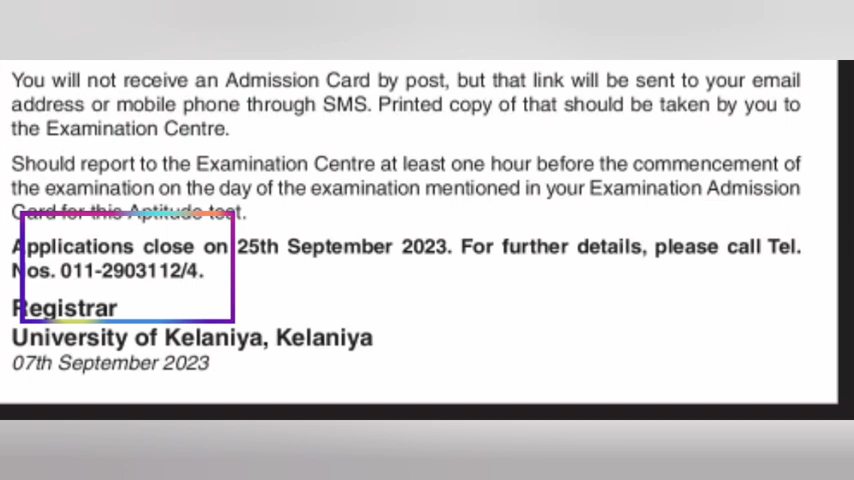 You will not receive an Admission Card by post, but that link will be sent to your email
address or mobile phone through SMS. Printed copy of that should be taken by you to
the Examination Centre.
Should report to the Examination Centre at least one hour before the commencement of
the examination on the day of the examination mentioned in your Examination Admission
Card for this Aptitude test.
Applications close on 25th September 2023. For further details, please call Tel.
Nos. 011-2903112/4.
Registrar
University of Kelaniya, Kelaniya
07th September 2023